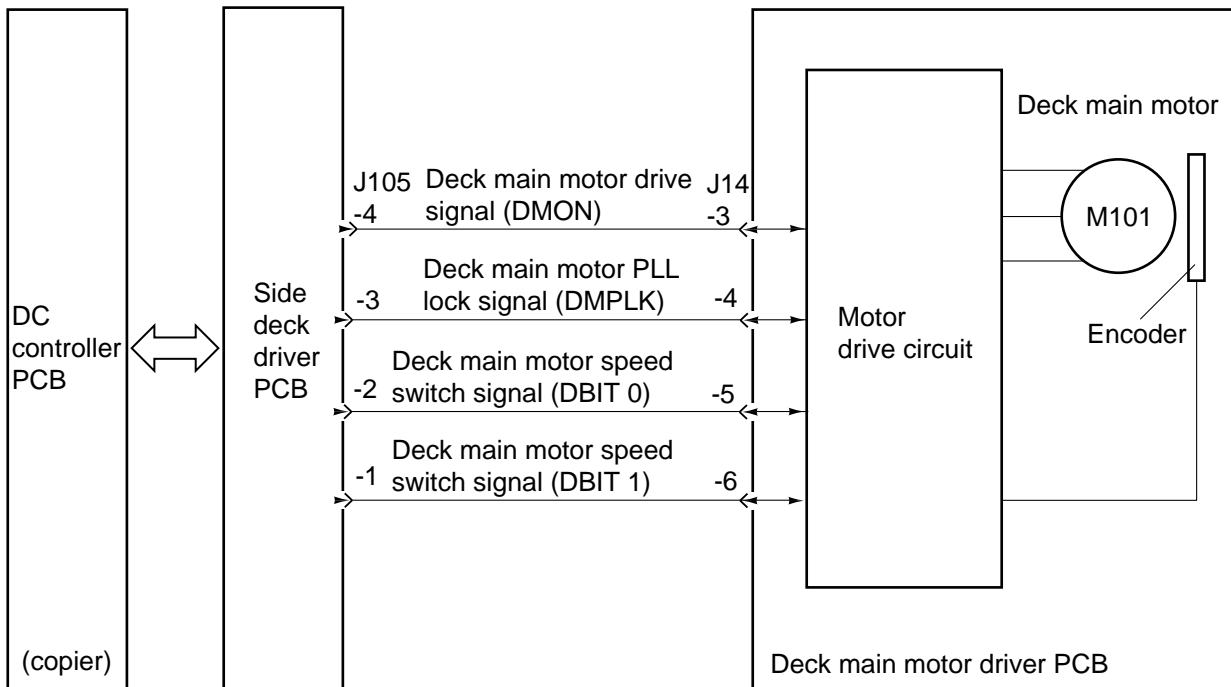 DC
controller
PCB
(copier)
Side
deck
driver
PCB
J105
Deck main motor drive
signal (DMON)
J14
-4
-3
Deck main motor PLL
lock signal (DMPLK)
-3
-4
Deck main motor speed
switch signal (DBIT 0)
-2
-5
Deck main motor speed
switch signal (DBIT 1)
-1
-6
Motor
drive circuit
Deck main motor
M101
Encoder
Deck main motor driver PCB